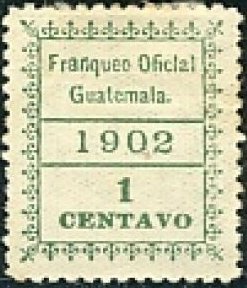 Franqueo Oficial
Guatemala.
1902
1
CENTAVO